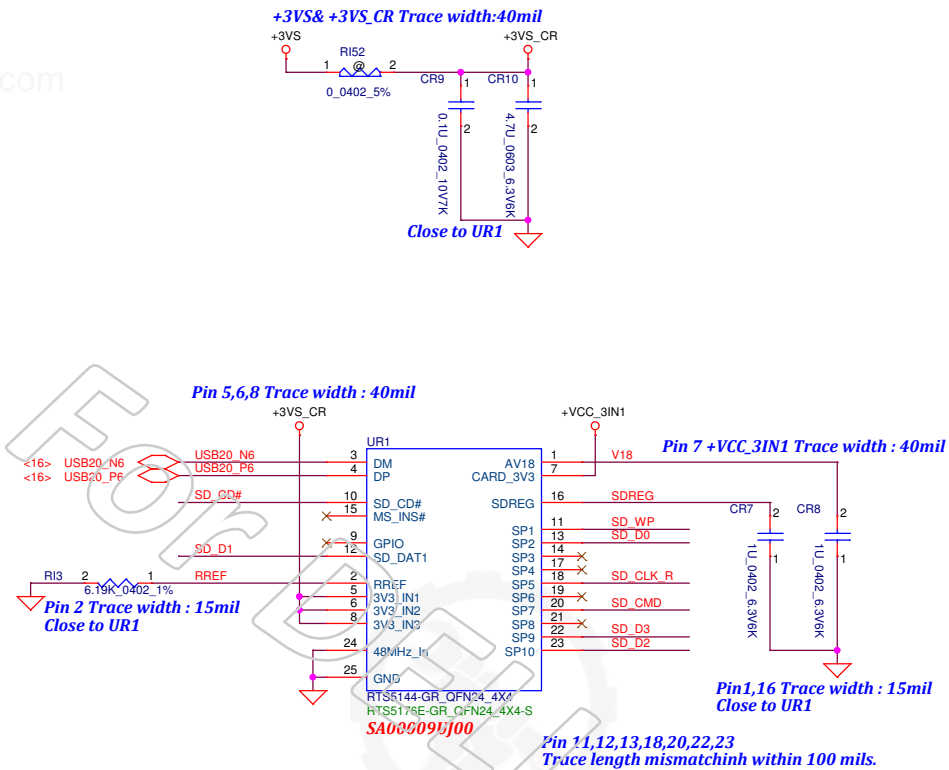 +3VS& +3VS_CR Trace width:40mil
+3VS
+3VS_CR
RI52
1 @ 2
0_0402_5%
CR9
1
2
0.1U_0402_10V7K
CR10
1
2
4.7U_0603_6.3V6K
Close to UR1
.com
Pin 5,6,8 Trace width : 40mil
+3VS_CR
+VCC_3IN1
Pin 7 +VCC_3IN1 Trace width : 40mil
UR1
<16> USB20_N6 USB20_N6 3 DM
<16> USB20_P6 USB20_P6 4 DP
SD_CD# 10 SD_CD#
15 MS_INS#
9 GPIO
SD_D1 12 SD_DAT1
RI3 2 1 RREF 2 RREF
6.19K_0402_1%
5 3V3_IN1
6 3V3_IN2
8 3V3_IN3
24 48MHz_In
25 GND
Pin 2 Trace width : 15mil
Close to UR1
AV18 1 V18
CARD_3V3 7
SDREG 16 SDREG
SP1 11 SD_WP
SP2 13 SD_D0
SP3 14
SP4 17
SP5 18 SD_CLK_R
SP6 19
SP7 20 SD_CMD
SP8 21
SP9 22 SD_D3
SP10 23 SD_D2
CR7
2
1
1U_0402_6.3V6K
CR8
2
1
1U_0402_6.3V6K
RTS5144-GR_QFN24_4X4
RTS5176E-GR_QFN24_4X4-S
SA00009UJ00
Pin1,16 Trace width : 15mil
Close to UR1
Pin 11,12,13,18,20,22,23
Trace length mismatchinh within 100 mils.
For DELL